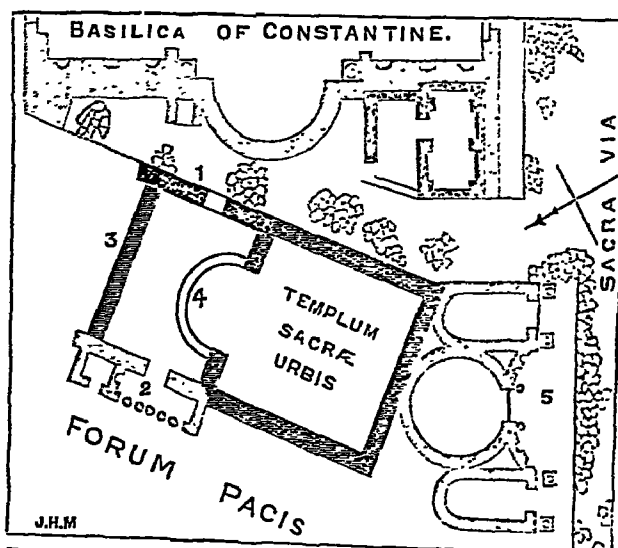 BASILICA OF CONSTANTINE.
1
SACRA VIA
3
4
TEMPLUM
SACRÆ
URBIS
2
5
FORUM PACIS
J.H.M